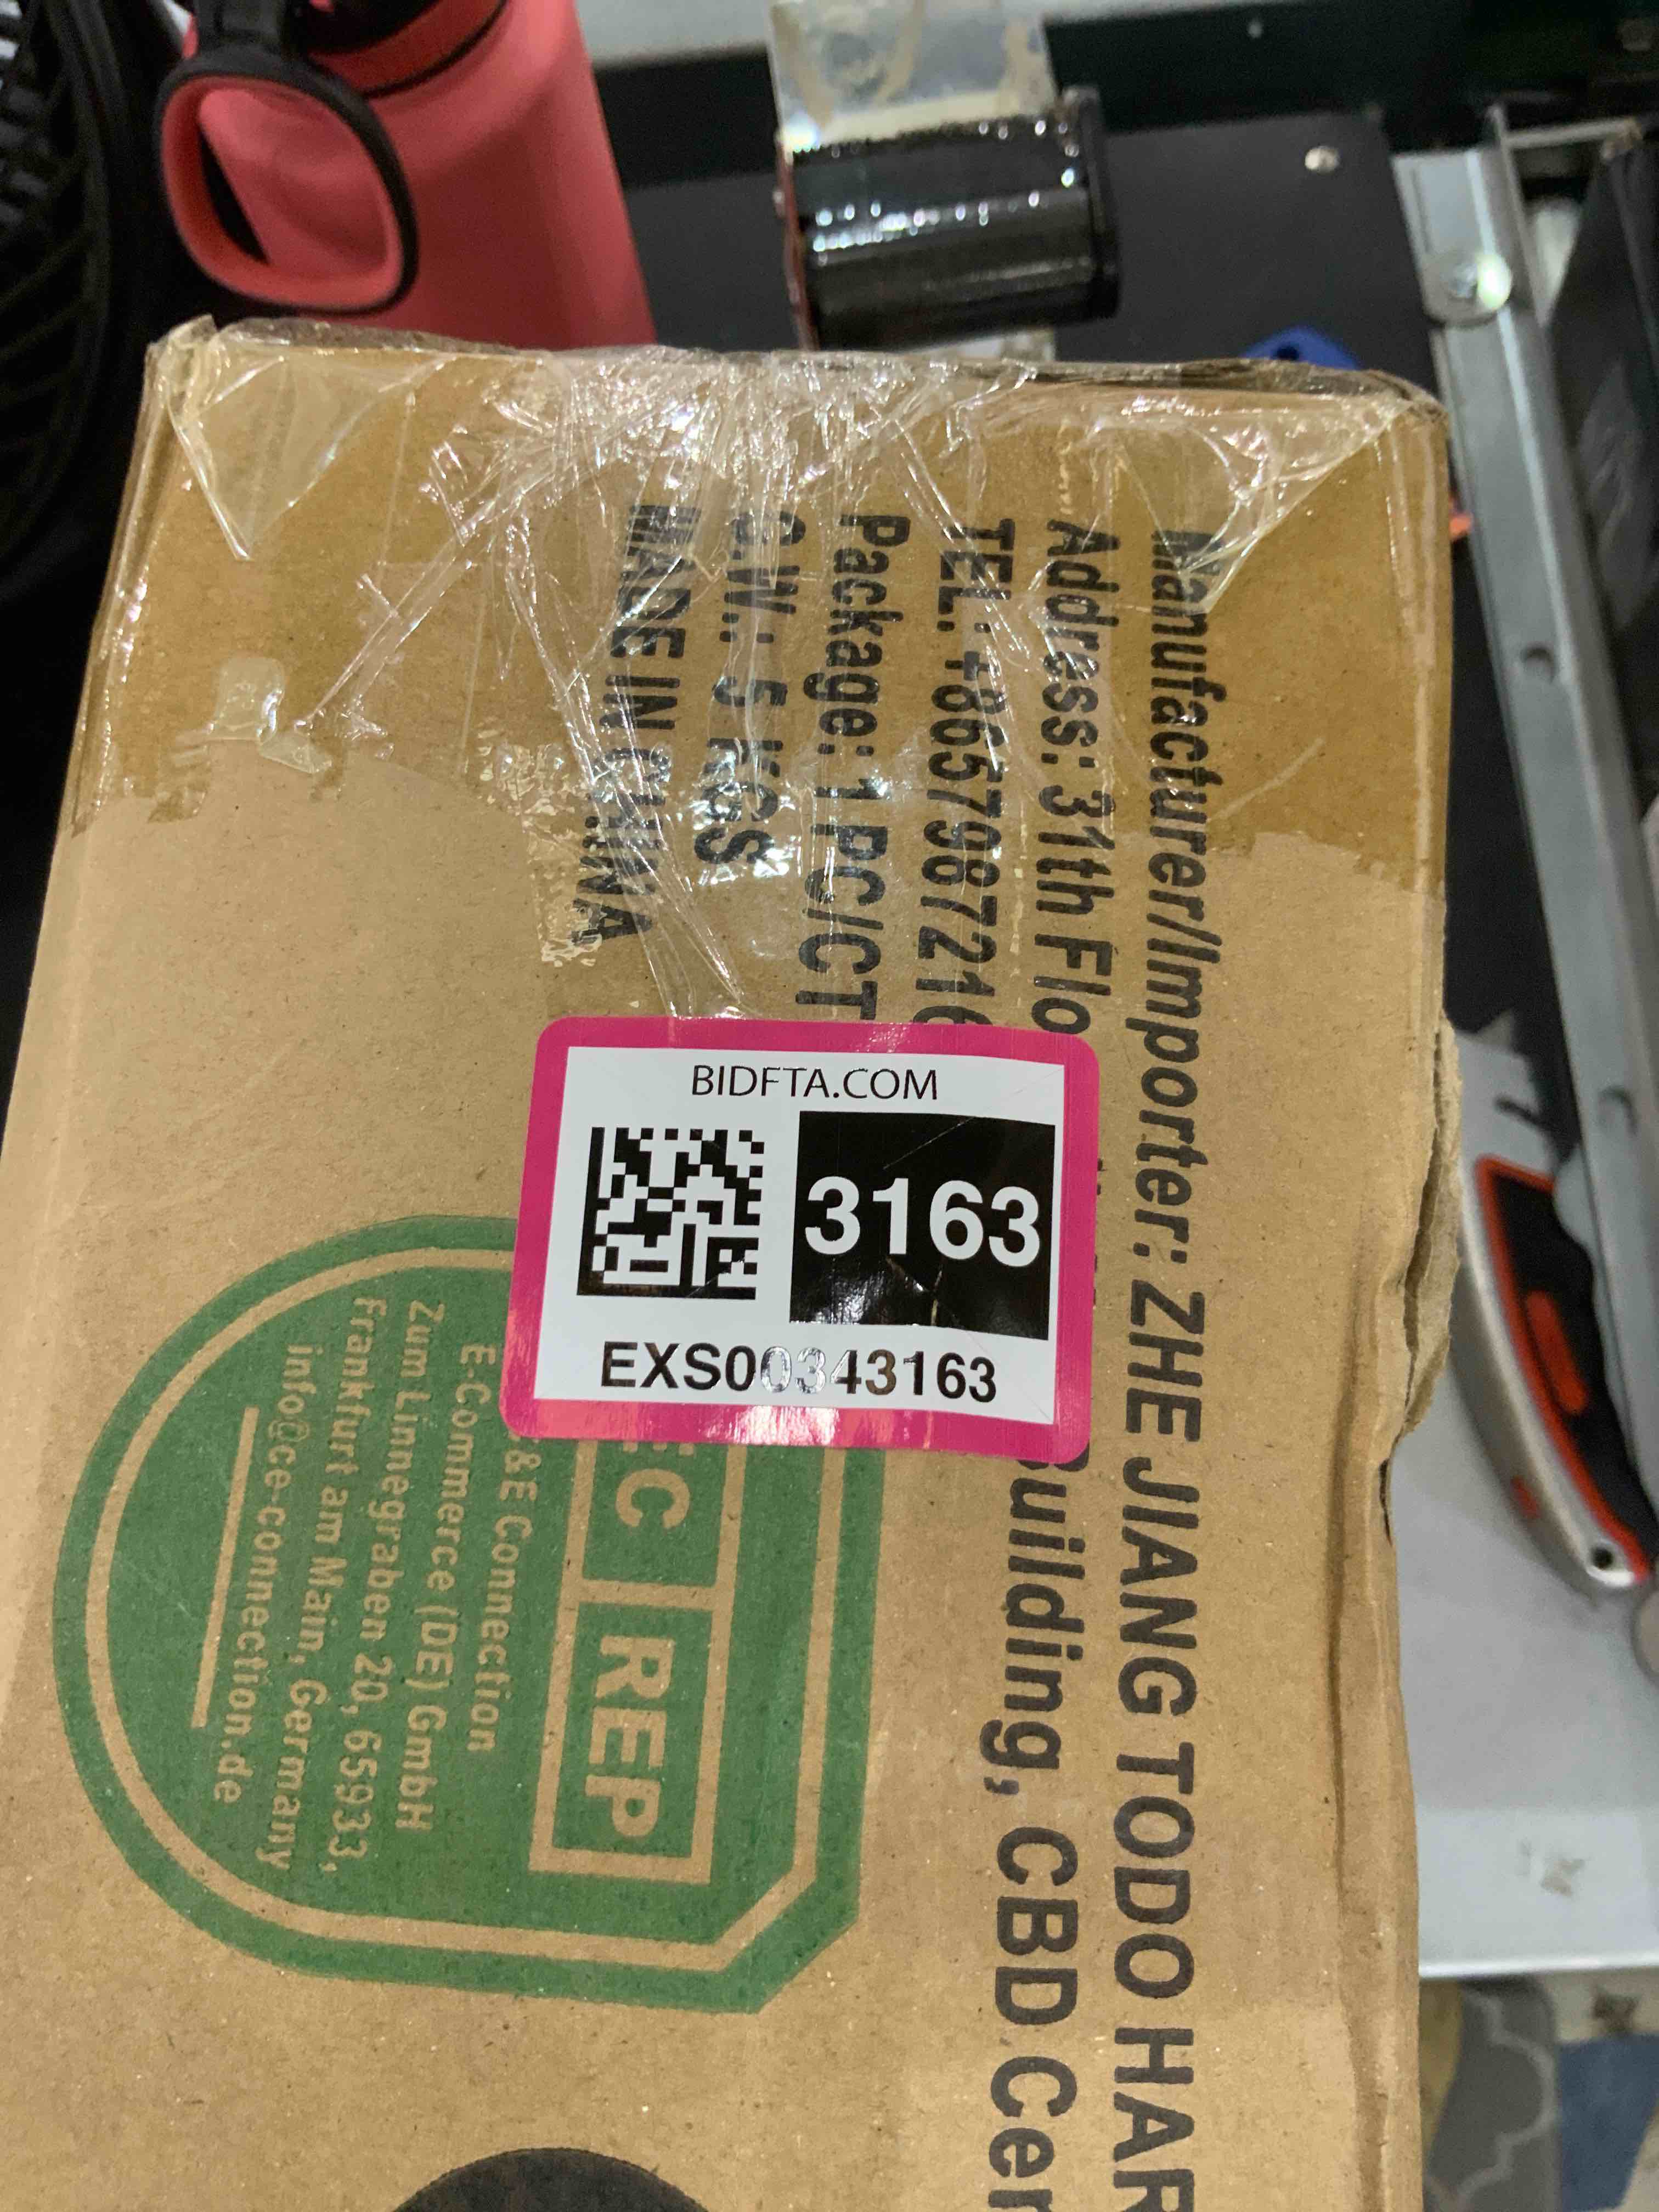 Manufacturer/Importer: ZHE JIANG TODO HAR
Address: 31th Flo
Building, CBD Cer
TEL: +8657987216
Package: 1 PC/CT
G.W.: 5 KGS
MADE IN CHINA
BIDFTA.COM
3163
EXS00343163
EC REP
&E Connection
E-Commerce (DE) GmbH
Zum Linnegraben 20, 65933,
Frankfurt am Main, Germany
info@ce-connection.de